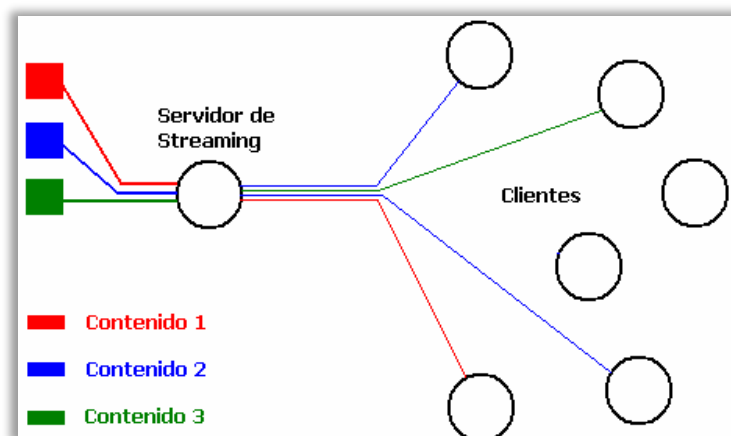 Servidor de
Streaming
Clientes
Contenido 1
Contenido 2
Contenido 3